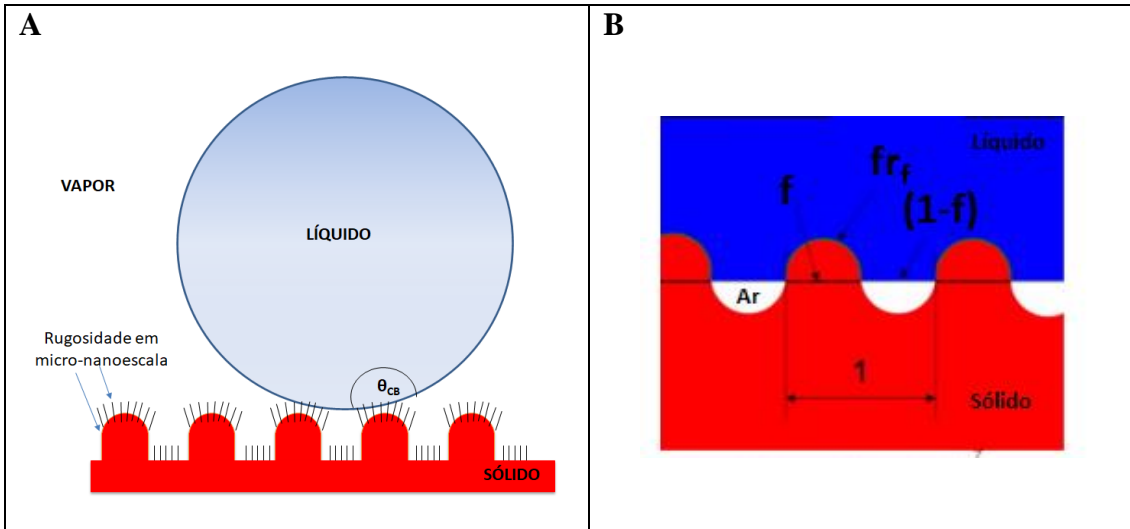 A
VAPOR
LÍQUIDO
Rugosidade em
micro-nanoescala
θCB
SÓLIDO
B
Líquido
frf
f
(1-f)
Ar
1
Sólido